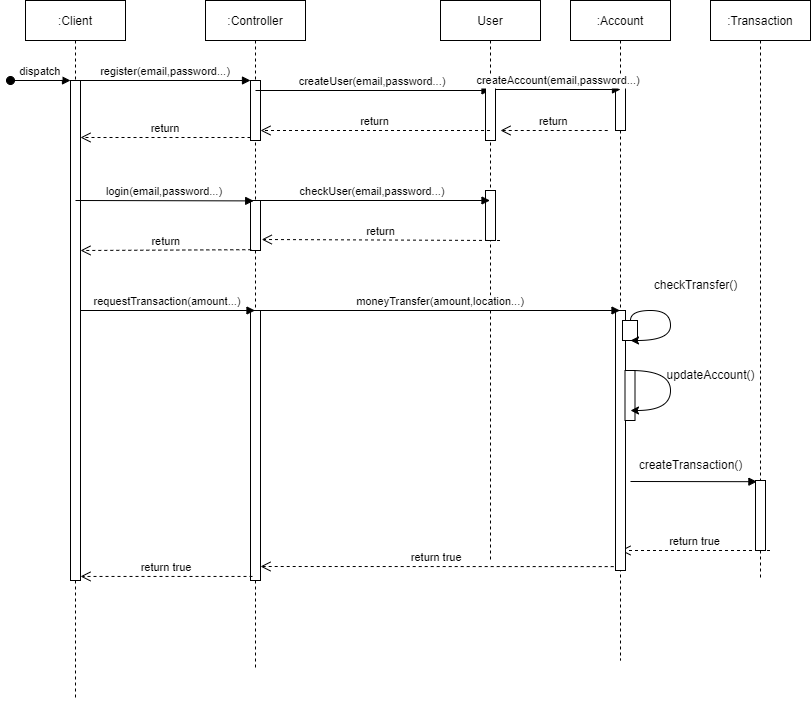 :Client
:Controller
User
:Account
:Transaction
dispatch
register(email,password...)
createUser(email,password...)
createAccount(email,password...)
return
return
return
login(email,password...)
checkUser(email,password...)
return
return
checkTransfer()
requestTransaction(amount...)
moneyTransfer(amount,location...)
updateAccount()
createTransaction()
return true
return true
return true